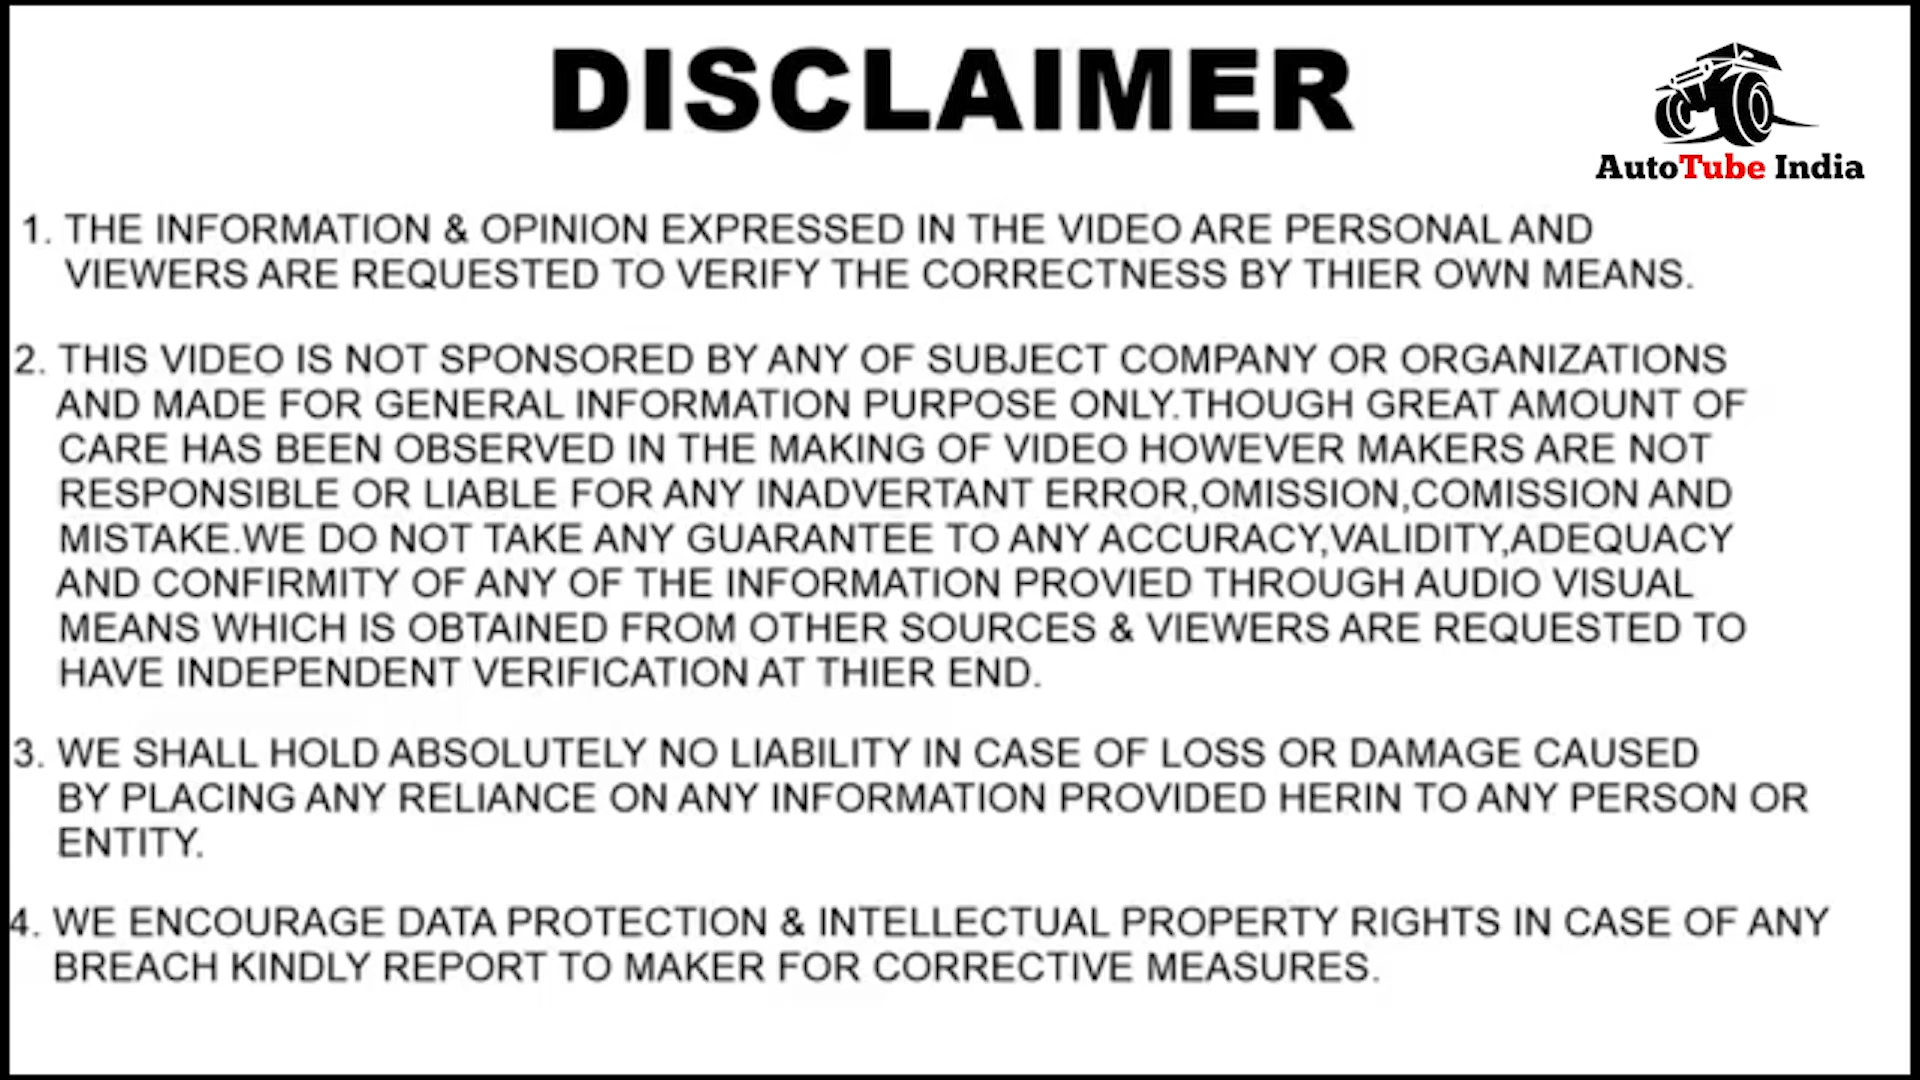 DISCLAIMER
AutoTube India
1. THE INFORMATION & OPINION EXPRESSED IN THE VIDEO ARE PERSONAL AND
VIEWERS ARE REQUESTED TO VERIFY THE CORRECTNESS BY THIER OWN MEANS.
2. THIS VIDEO IS NOT SPONSORED BY ANY OF SUBJECT COMPANY OR ORGANIZATIONS
AND MADE FOR GENERAL INFORMATION PURPOSE ONLY.THOUGH GREAT AMOUNT OF
CARE HAS BEEN OBSERVED IN THE MAKING OF VIDEO HOWEVER MAKERS ARE NOT
RESPONSIBLE OR LIABLE FOR ANY INADVERTANT ERROR,OMISSION,COMISSION AND
MISTAKE.WE DO NOT TAKE ANY GUARANTEE TO ANY ACCURACY,VALIDITY,ADEQUACY
AND CONFIRMITY OF ANY OF THE INFORMATION PROVIED THROUGH AUDIO VISUAL
MEANS WHICH IS OBTAINED FROM OTHER SOURCES & VIEWERS ARE REQUESTED TO
HAVE INDEPENDENT VERIFICATION AT THIER END.
3. WE SHALL HOLD ABSOLUTELY NO LIABILITY IN CASE OF LOSS OR DAMAGE CAUSED
BY PLACING ANY RELIANCE ON ANY INFORMATION PROVIDED HERIN TO ANY PERSON OR
ENTITY.
4. WE ENCOURAGE DATA PROTECTION & INTELLECTUAL PROPERTY RIGHTS IN CASE OF ANY
BREACH KINDLY REPORT TO MAKER FOR CORRECTIVE MEASURES.